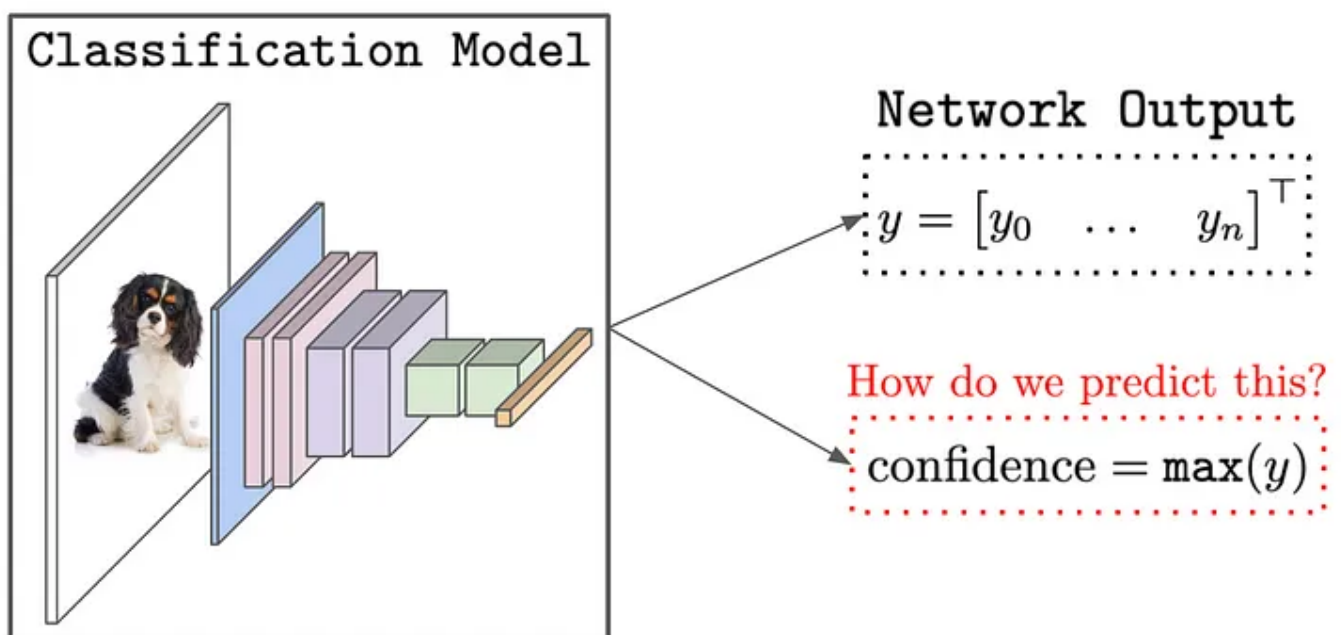 Classification Model
Network Output
y = [y₀ … yₙ]ᵀ
How do we predict this?
confidence = max(y)